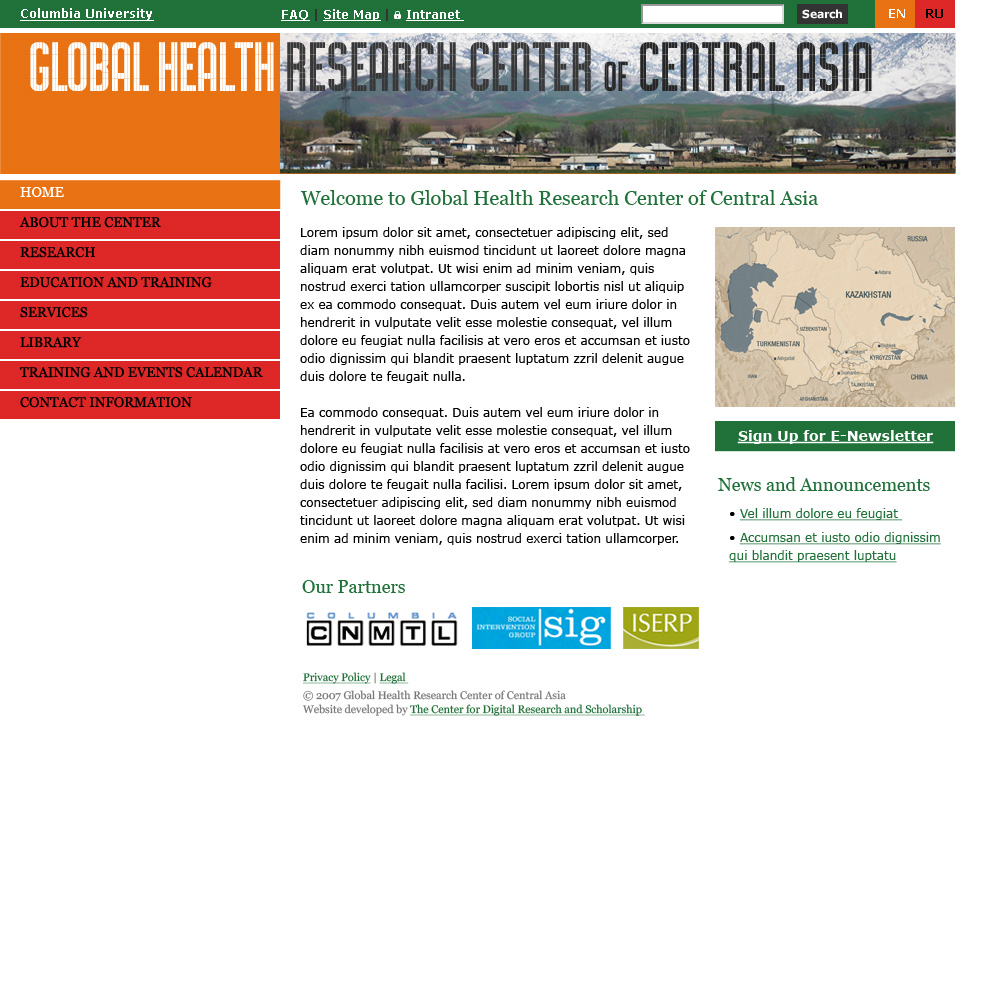 Columbia University
FAQ | Site Map | Intranet
Search
EN
RU
GLOBAL HEALTH RESEARCH CENTER OF CENTRAL ASIA
HOME
ABOUT THE CENTER
RESEARCH
EDUCATION AND TRAINING
SERVICES
LIBRARY
TRAINING AND EVENTS CALENDAR
CONTACT INFORMATION
Welcome to Global Health Research Center of Central Asia
Lorem ipsum dolor sit amet, consectetuer adipiscing elit, sed
diam nonummy nibh euismod tincidunt ut laoreet dolore magna
aliquam erat volutpat. Ut wisi enim ad minim veniam, quis
nostrud exerci tation ullamcorper suscipit lobortis nisl ut aliquip
ex ea commodo consequat. Duis autem vel eum iriure dolor in
hendrerit in vulputate velit esse molestie consequat, vel illum
dolore eu feugiat nulla facilisis at vero eros et accumsan et iusto
odio dignissim qui blandit praesent luptatum zzril delenit augue
duis dolore te feugait nulla.
Ea commodo consequat. Duis autem vel eum iriure dolor in
hendrerit in vulputate velit esse molestie consequat, vel illum
dolore eu feugiat nulla facilisis at vero eros et accumsan et iusto
odio dignissim qui blandit praesent luptatum zzril delenit augue
duis dolore te feugait nulla facilisi. Lorem ipsum dolor sit amet,
consectetuer adipiscing elit, sed diam nonummy nibh euismod
tincidunt ut laoreet dolore magna aliquam erat volutpat. Ut wisi
enim ad minim veniam, quis nostrud exerci tation ullamcorper.
RUSSIA
Astana
KAZAKHSTAN
UZBEKISTAN
TURKMENISTAN
Bishkek
KYRGYZSTAN
Ashgabat
IRAN
CHINA
TAJIKISTAN
AFGHANISTAN
Sign Up for E-Newsletter
News and Announcements
• Vel illum dolore eu feugiat
• Accumsan et iusto odio dignissim
qui blandit praesent luptatu
Our Partners
COLUMBIA
CNMTL
SOCIAL
INTERVENTION
GROUP
sig
ISERP
Privacy Policy | Legal
© 2007 Global Health Research Center of Central Asia
Website developed by The Center for Digital Research and Scholarship